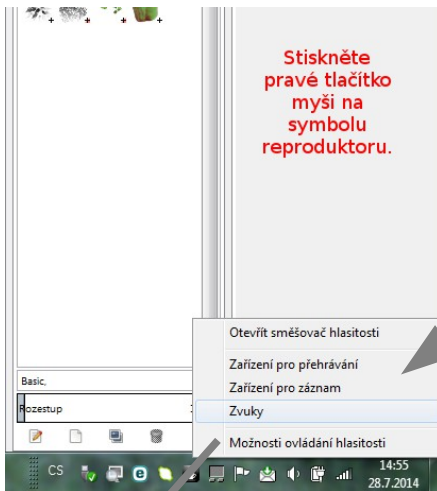 Stiskněte
pravé tlačítko
myši na
symbolu
reproduktoru.
Otevřít směšovač hlasitosti
Zařízení pro přehrávání
Zařízení pro záznam
Zvuky
Možnosti ovládání hlasitosti
Basic,
Rozestup
CS
14:55
28.7.2014